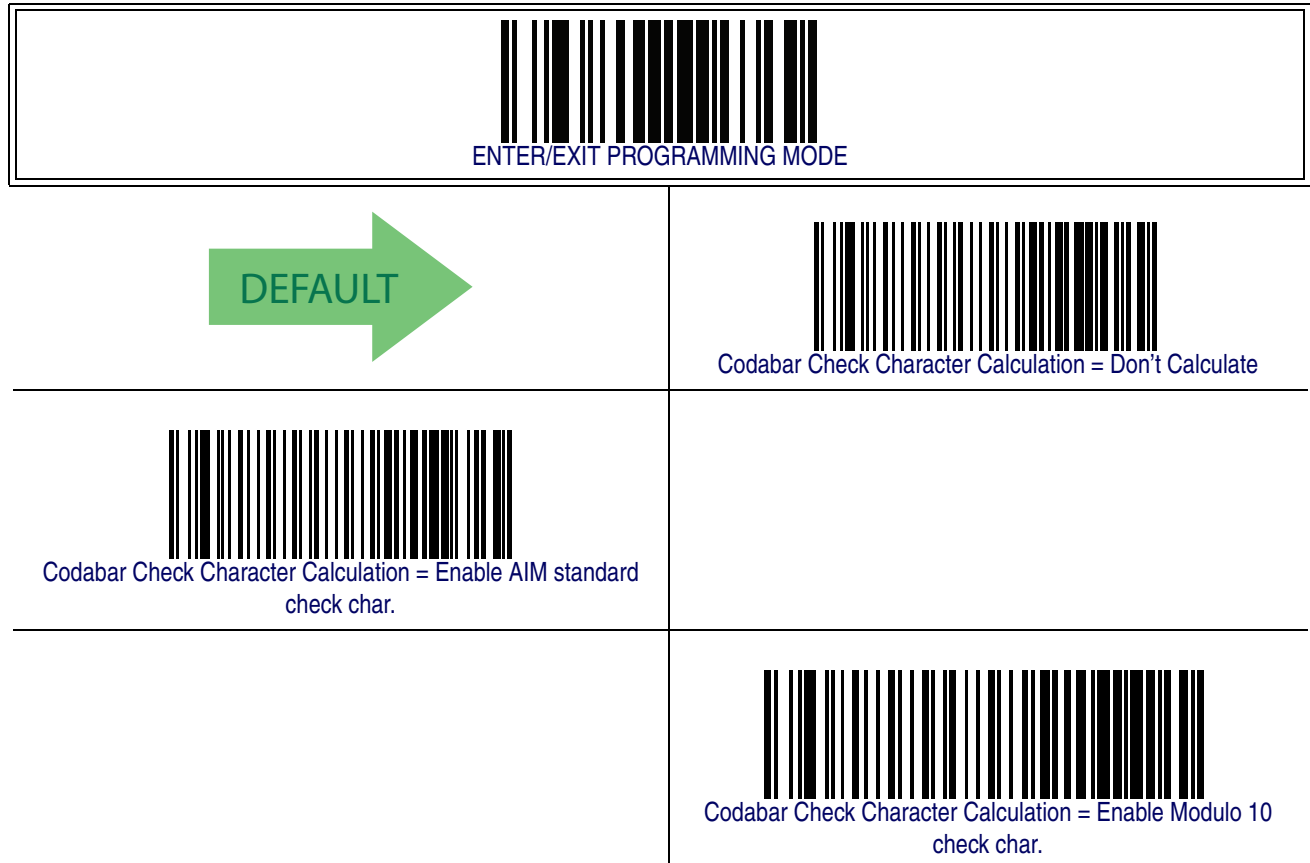 ENTER/EXIT PROGRAMMING MODE
DEFAULT
Codabar Check Character Calculation = Don't Calculate
Codabar Check Character Calculation = Enable AIM standard
check char.
Codabar Check Character Calculation = Enable Modulo 10
check char.